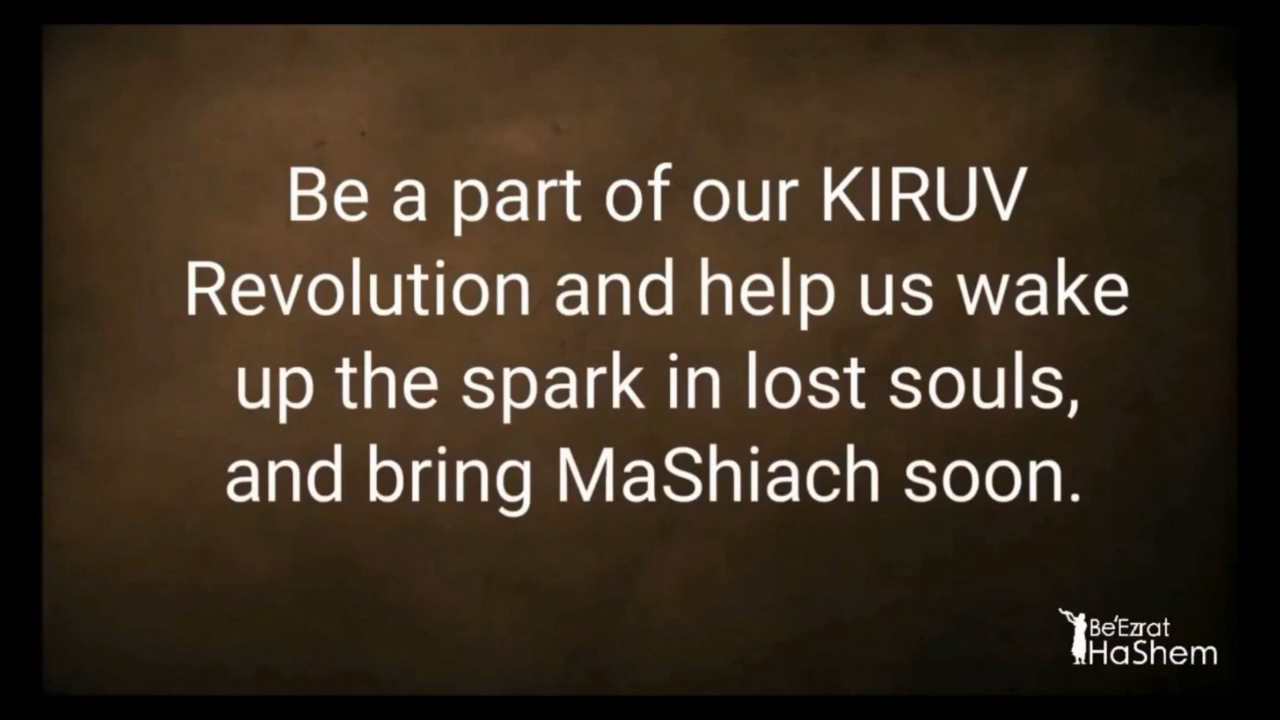 Be a part of our KIRUV
Revolution and help us wake
up the spark in lost souls,
and bring MaShiach soon.
Be'Ezrat
HaShem